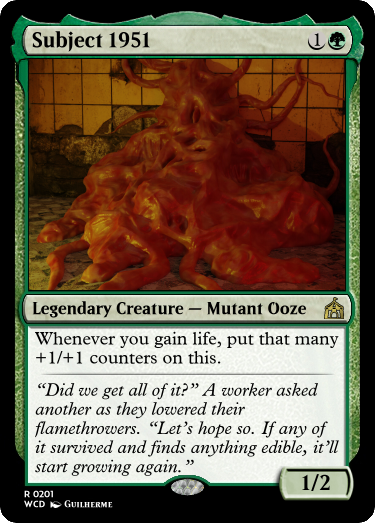 Subject 1951 1
Legendary Creature — Mutant Ooze
Whenever you gain life, put that many
+1/+1 counters on this.
“Did we get all of it?” A worker asked
another as they lowered their
flamethrowers. “Let’s hope so. If any of
it survived and finds anything edible, it’ll
start growing again.”
1/2
R 0201
WCD Guilherme